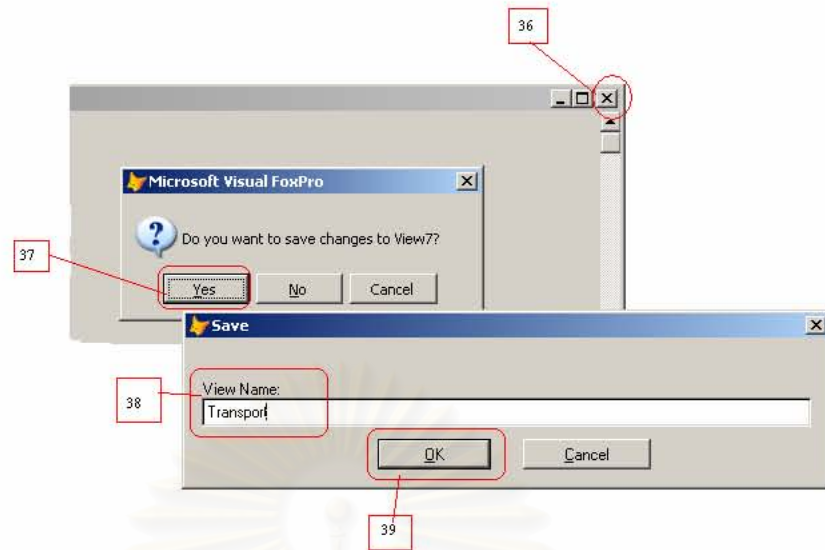 36
Microsoft Visual FoxPro
Do you want to save changes to View7?
37
Yes No Cancel
Save
View Name:
38
Transport
OK Cancel
39